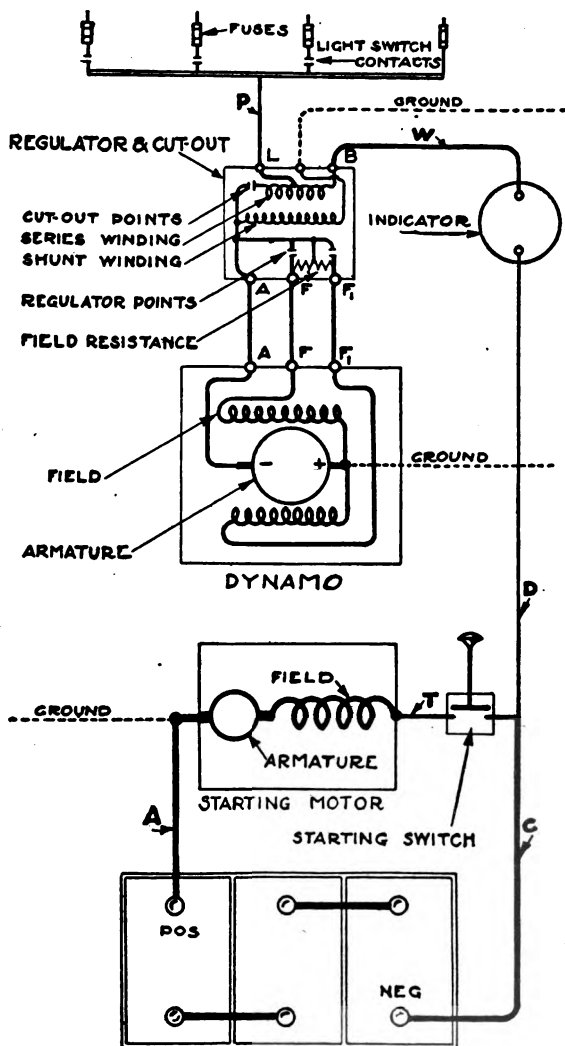 FUSES
LIGHT SWITCH
CONTACTS
P
GROUND
REGULATOR & CUT-OUT
L
B
W
CUT-OUT POINTS
SERIES WINDING
SHUNT WINDING
INDICATOR
REGULATOR POINTS
A
F
F1
FIELD RESISTANCE
A
F
F1
FIELD
- +
GROUND
ARMATURE
DYNAMO
D
FIELD
GROUND
T
ARMATURE
STARTING MOTOR
A
STARTING SWITCH
C
POS
NEG